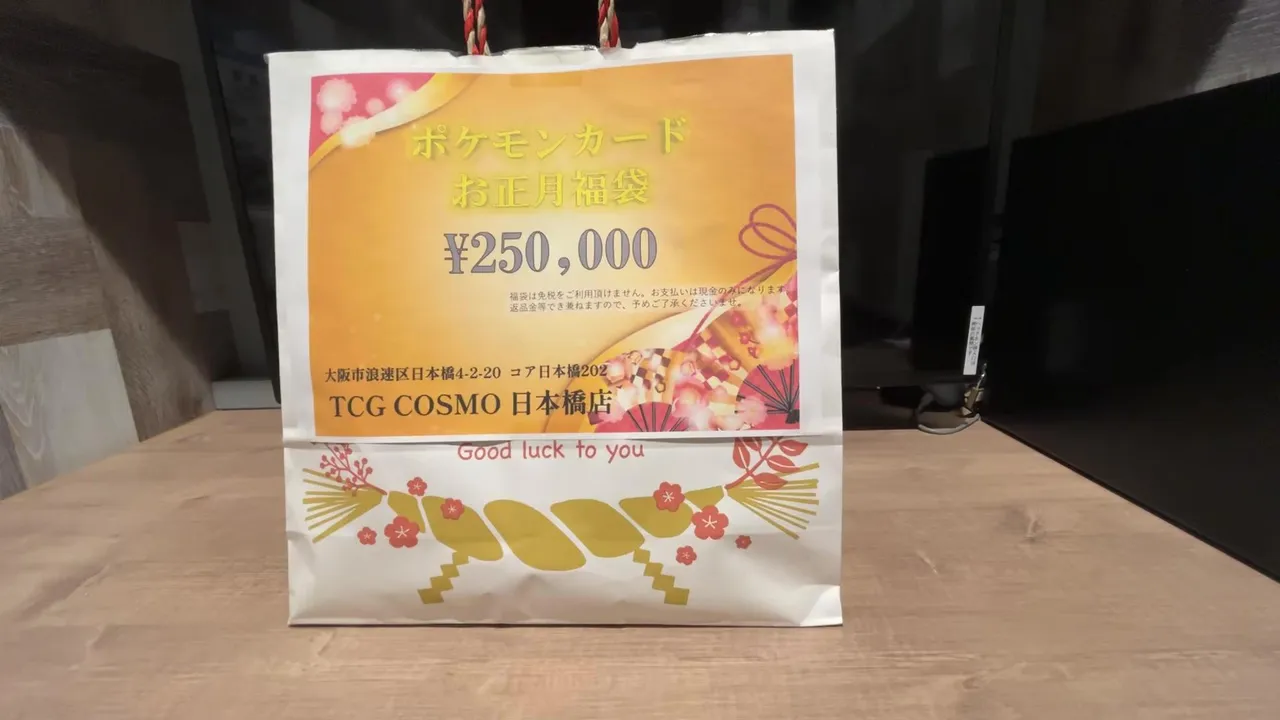 ポケモンカード
お正月福袋
¥250,000
福袋は免税をご利用頂けません。お支払いは現金のみになります
返品金等でき兼ねますので、予めご了承くださいませ。
大阪市浪速区日本橋4-2-20 コア日本橋202
TCG COSMO 日本橋店
Good luck to you